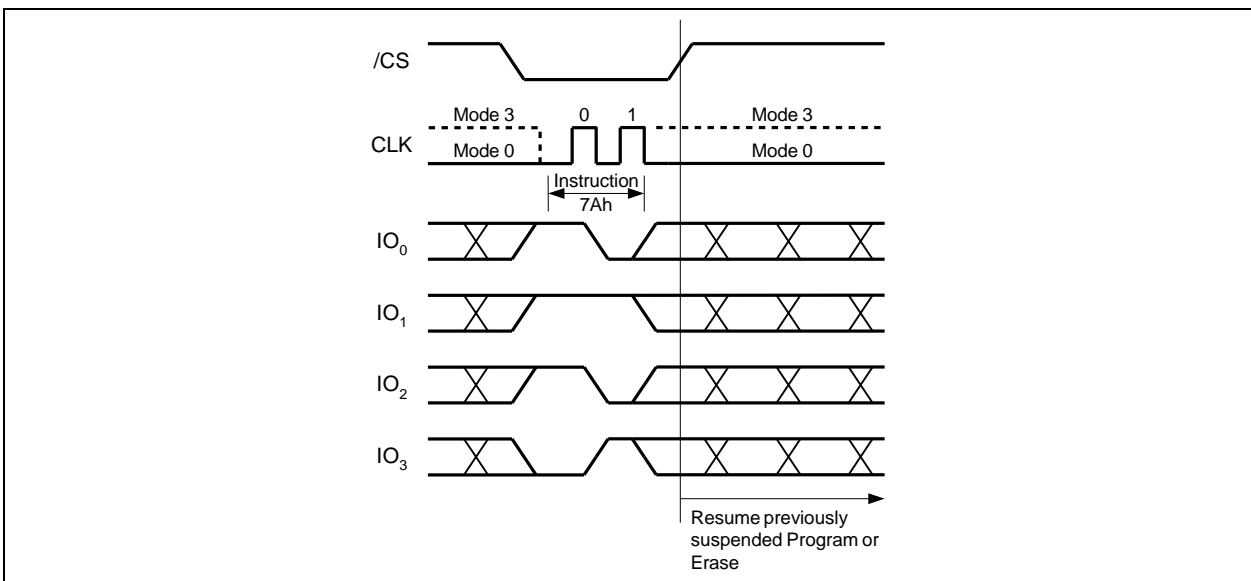 /CS
Mode 3 0 1 Mode 3
CLK
Mode 0 Mode 0
Instruction
7Ah
IO0
IO1
IO2
IO3
Resume previously
suspended Program or
Erase